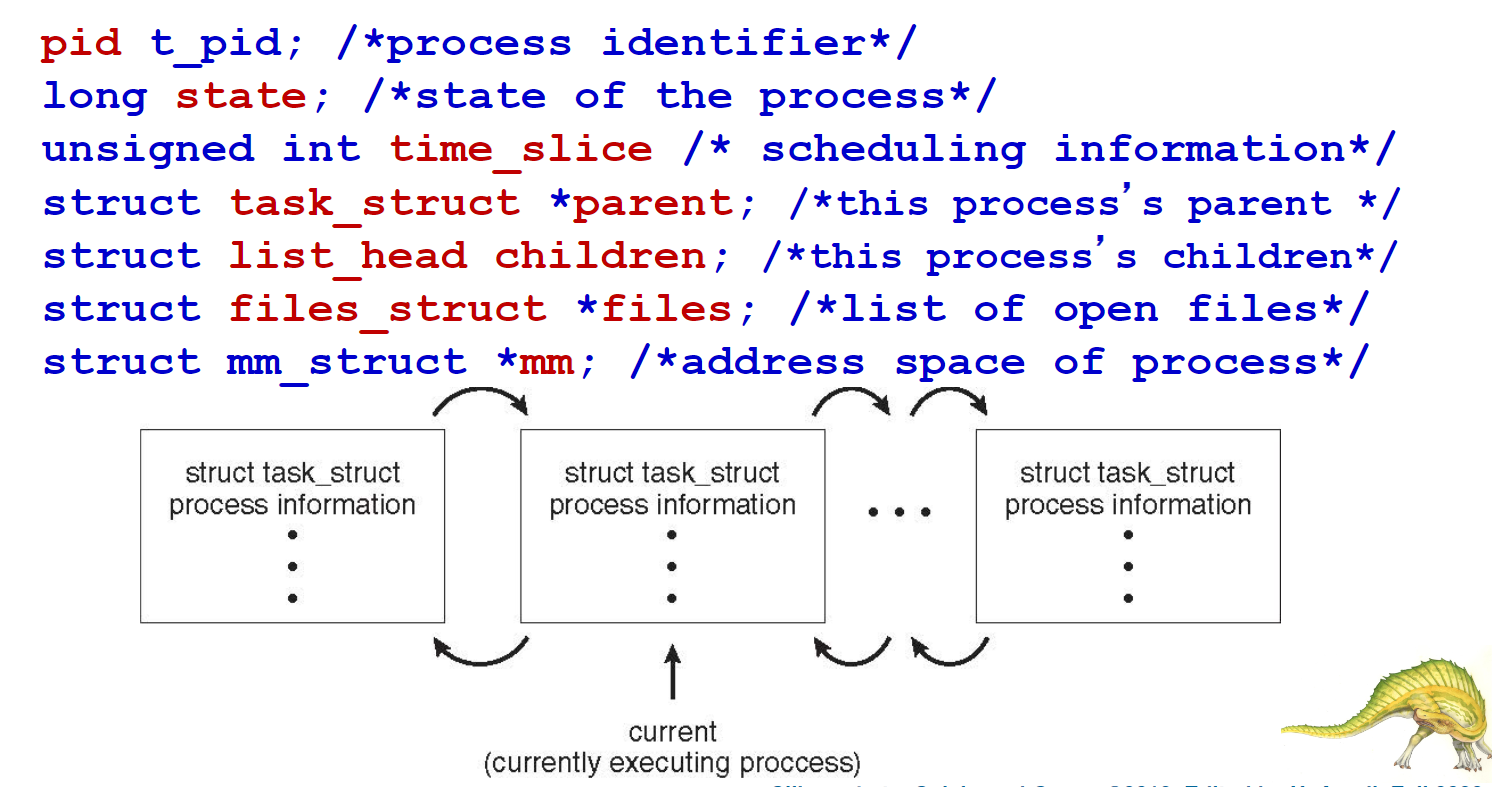 pid t_pid; /*process identifier*/
long state; /*state of the process*/
unsigned int time_slice /* scheduling information*/
struct task_struct *parent; /*this process’s parent */
struct list_head children; /*this process’s children*/
struct files_struct *files; /*list of open files*/
struct mm_struct *mm; /*address space of process*/
struct task_struct
process information
struct task_struct
process information
• • •
struct task_struct
process information
current
(currently executing proccess)